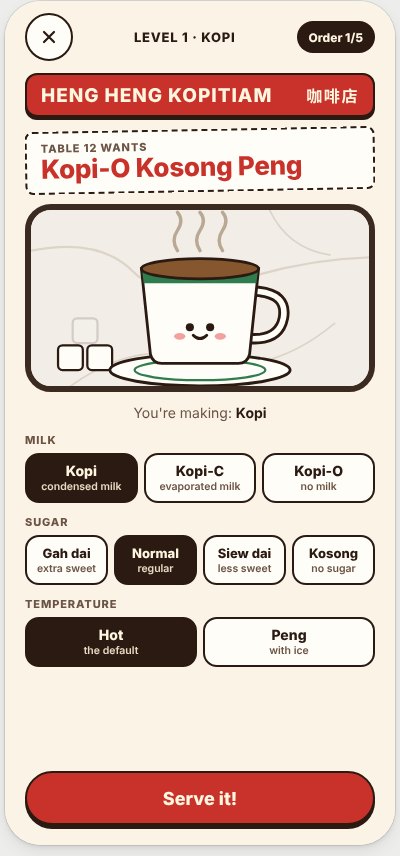 LEVEL 1 · KOPI
Order 1/5
HENG HENG KOPITIAM 咖啡店
TABLE 12 WANTS
Kopi-O Kosong Peng
You're making: Kopi
MILK
Kopi Kopi-C Kopi-O
condensed milk evaporated milk no milk
SUGAR
Gah dai Normal Siew dai Kosong
extra sweet regular less sweet no sugar
TEMPERATURE
Hot Peng
the default with ice
Serve it!